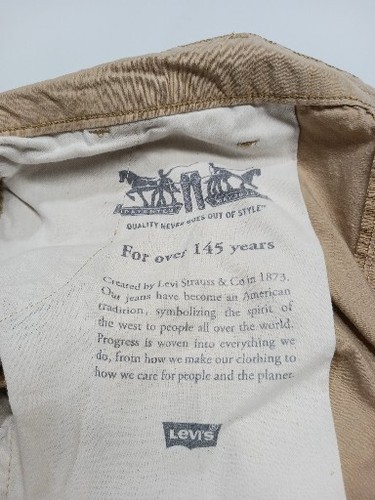 QUALITY NEVER GOES OUT OF STYLE™
For over 145 years
Created by Levi Strauss & Co in 1873.
Our jeans have become an American
tradition, symbolizing the spirit of
the west to people all over the world.
Progress is woven into everything we
do, from how we make our clothing to
how we care for people and the planet.
Levi's®